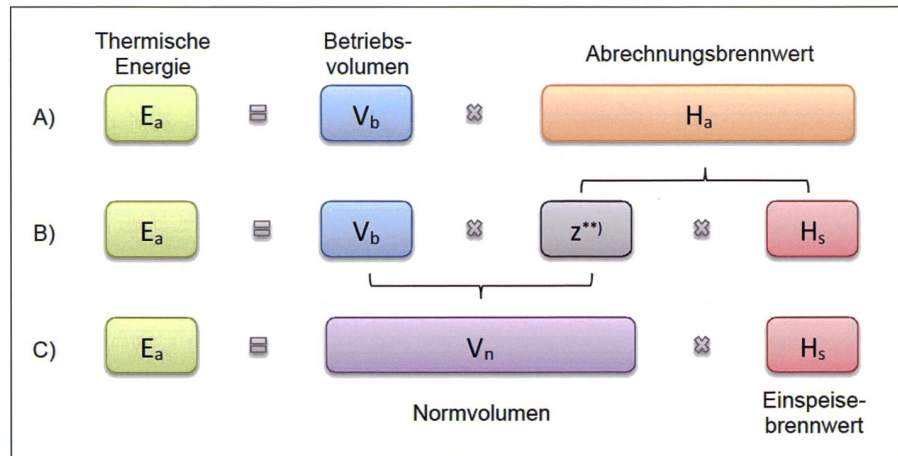 Thermische
Energie
Betriebs-
volumen
Abrechnungsbrennwert
A) Ea = Vb × Ha
B) Ea = Vb × z**) × Hs
C) Ea = Vn × Hs
Normvolumen
Einspeise-
brennwert